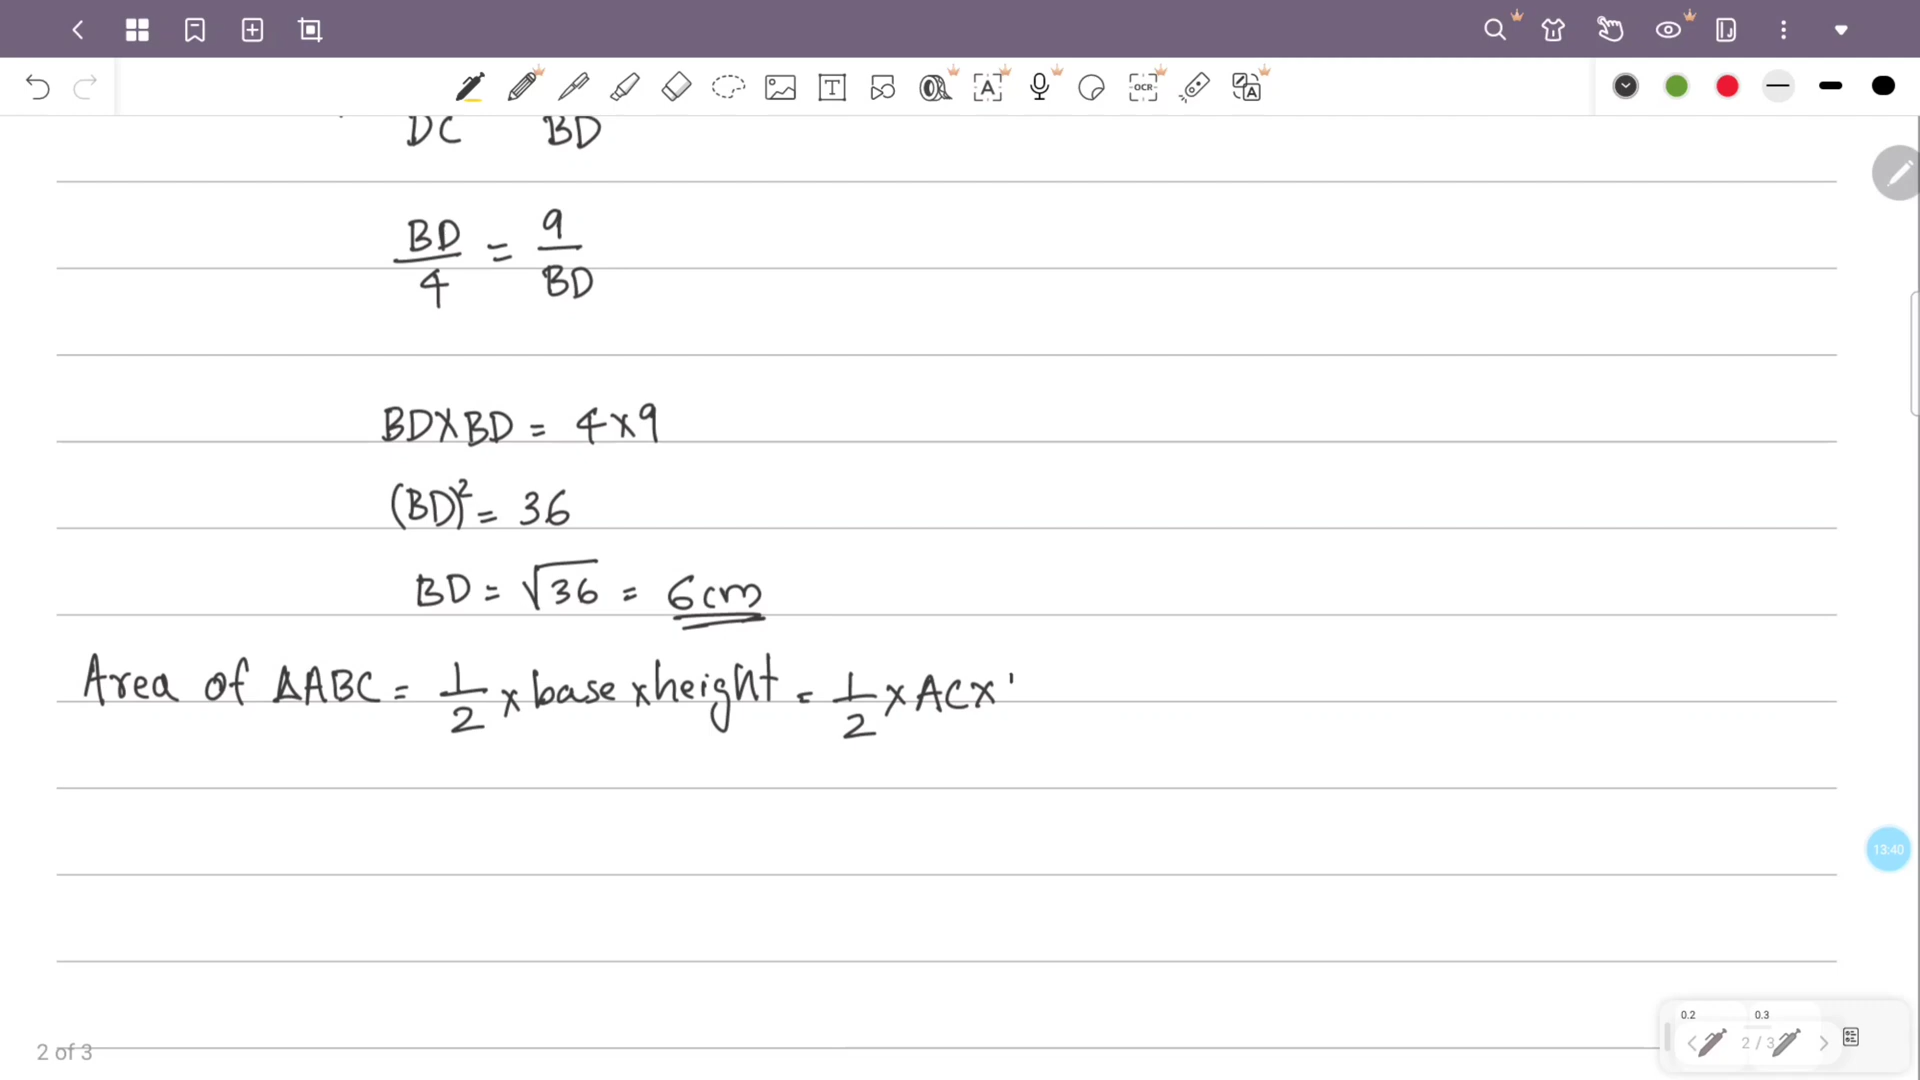 DC BD
BD/4 = 9/BD
BD×BD = 4×9
(BD)² = 36
BD = √36 = 6cm
Area of ΔABC = 1/2 × base × height = 1/2 × AC×
13:40
0.2 0.3
2 of 3
2 / 3
T
A
OCR
A